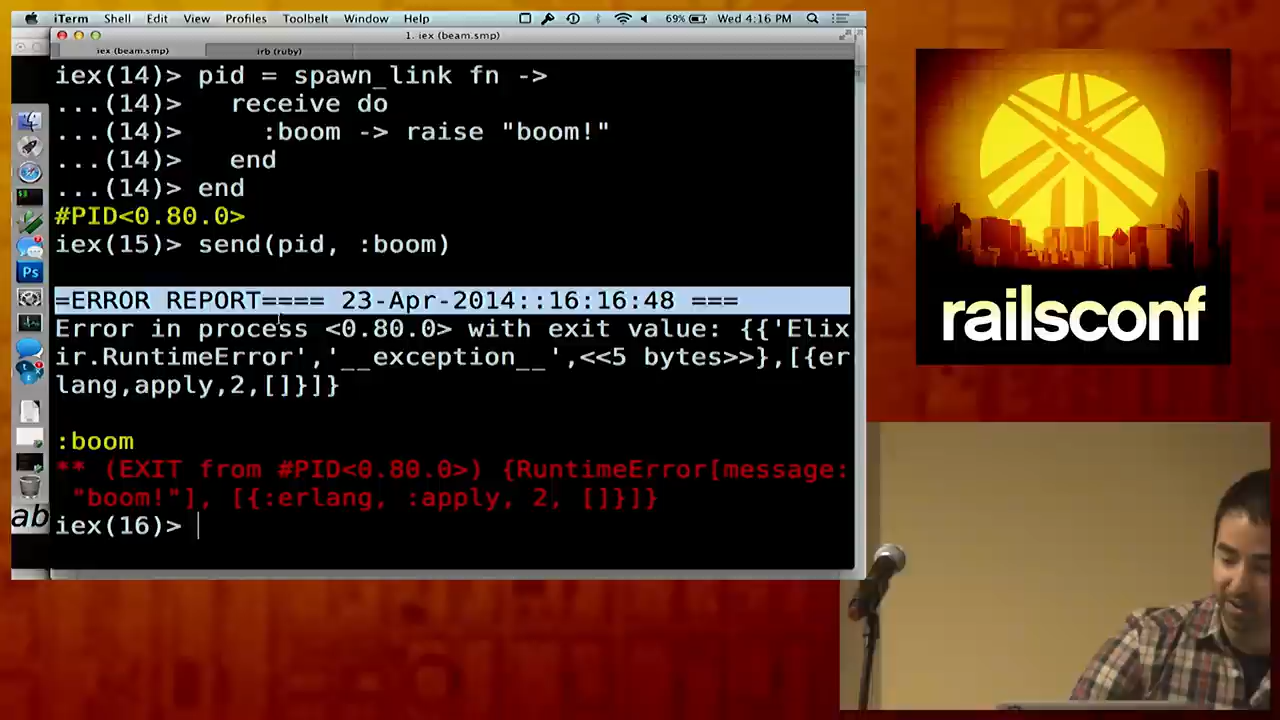 iTerm Shell Edit View Profiles Toolbelt Window Help 69% Wed 4:16 PM
1. iex (beam.smp)
iex (beam.smp) irb (ruby)
iex(14)> pid = spawn_link fn ->
...(14)>   receive do
...(14)>     :boom -> raise "boom!"
...(14)>   end
...(14)> end
#PID<0.80.0>
iex(15)> send(pid, :boom)
=ERROR REPORT==== 23-Apr-2014::16:16:48 ===
Error in process <0.80.0> with exit value: {{'Elix
ir.RuntimeError','__exception__',<<5 bytes>>},[{er
lang,apply,2,[]}]}
:boom
** (EXIT from #PID<0.80.0>) {RuntimeError[message:
 "boom!"], [{:erlang, :apply, 2, []}]}
iex(16)>
Ps
ab
railsconf